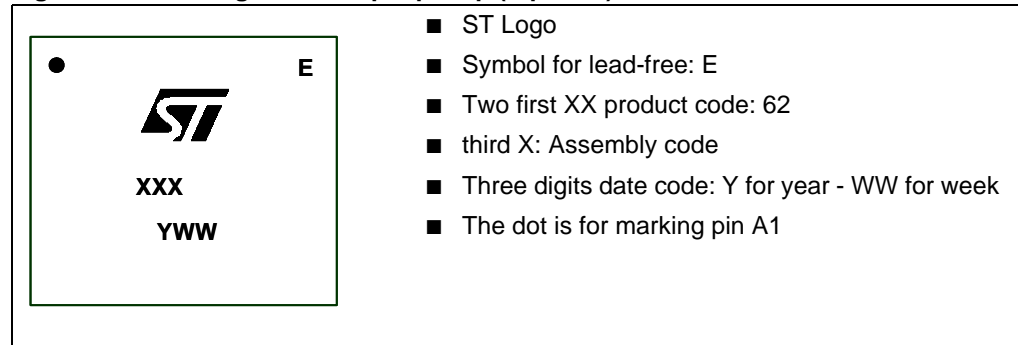 E
ST
XXX
YWW
■ ST Logo
■ Symbol for lead-free: E
■ Two first XX product code: 62
■ third X: Assembly code
■ Three digits date code: Y for year - WW for week
■ The dot is for marking pin A1